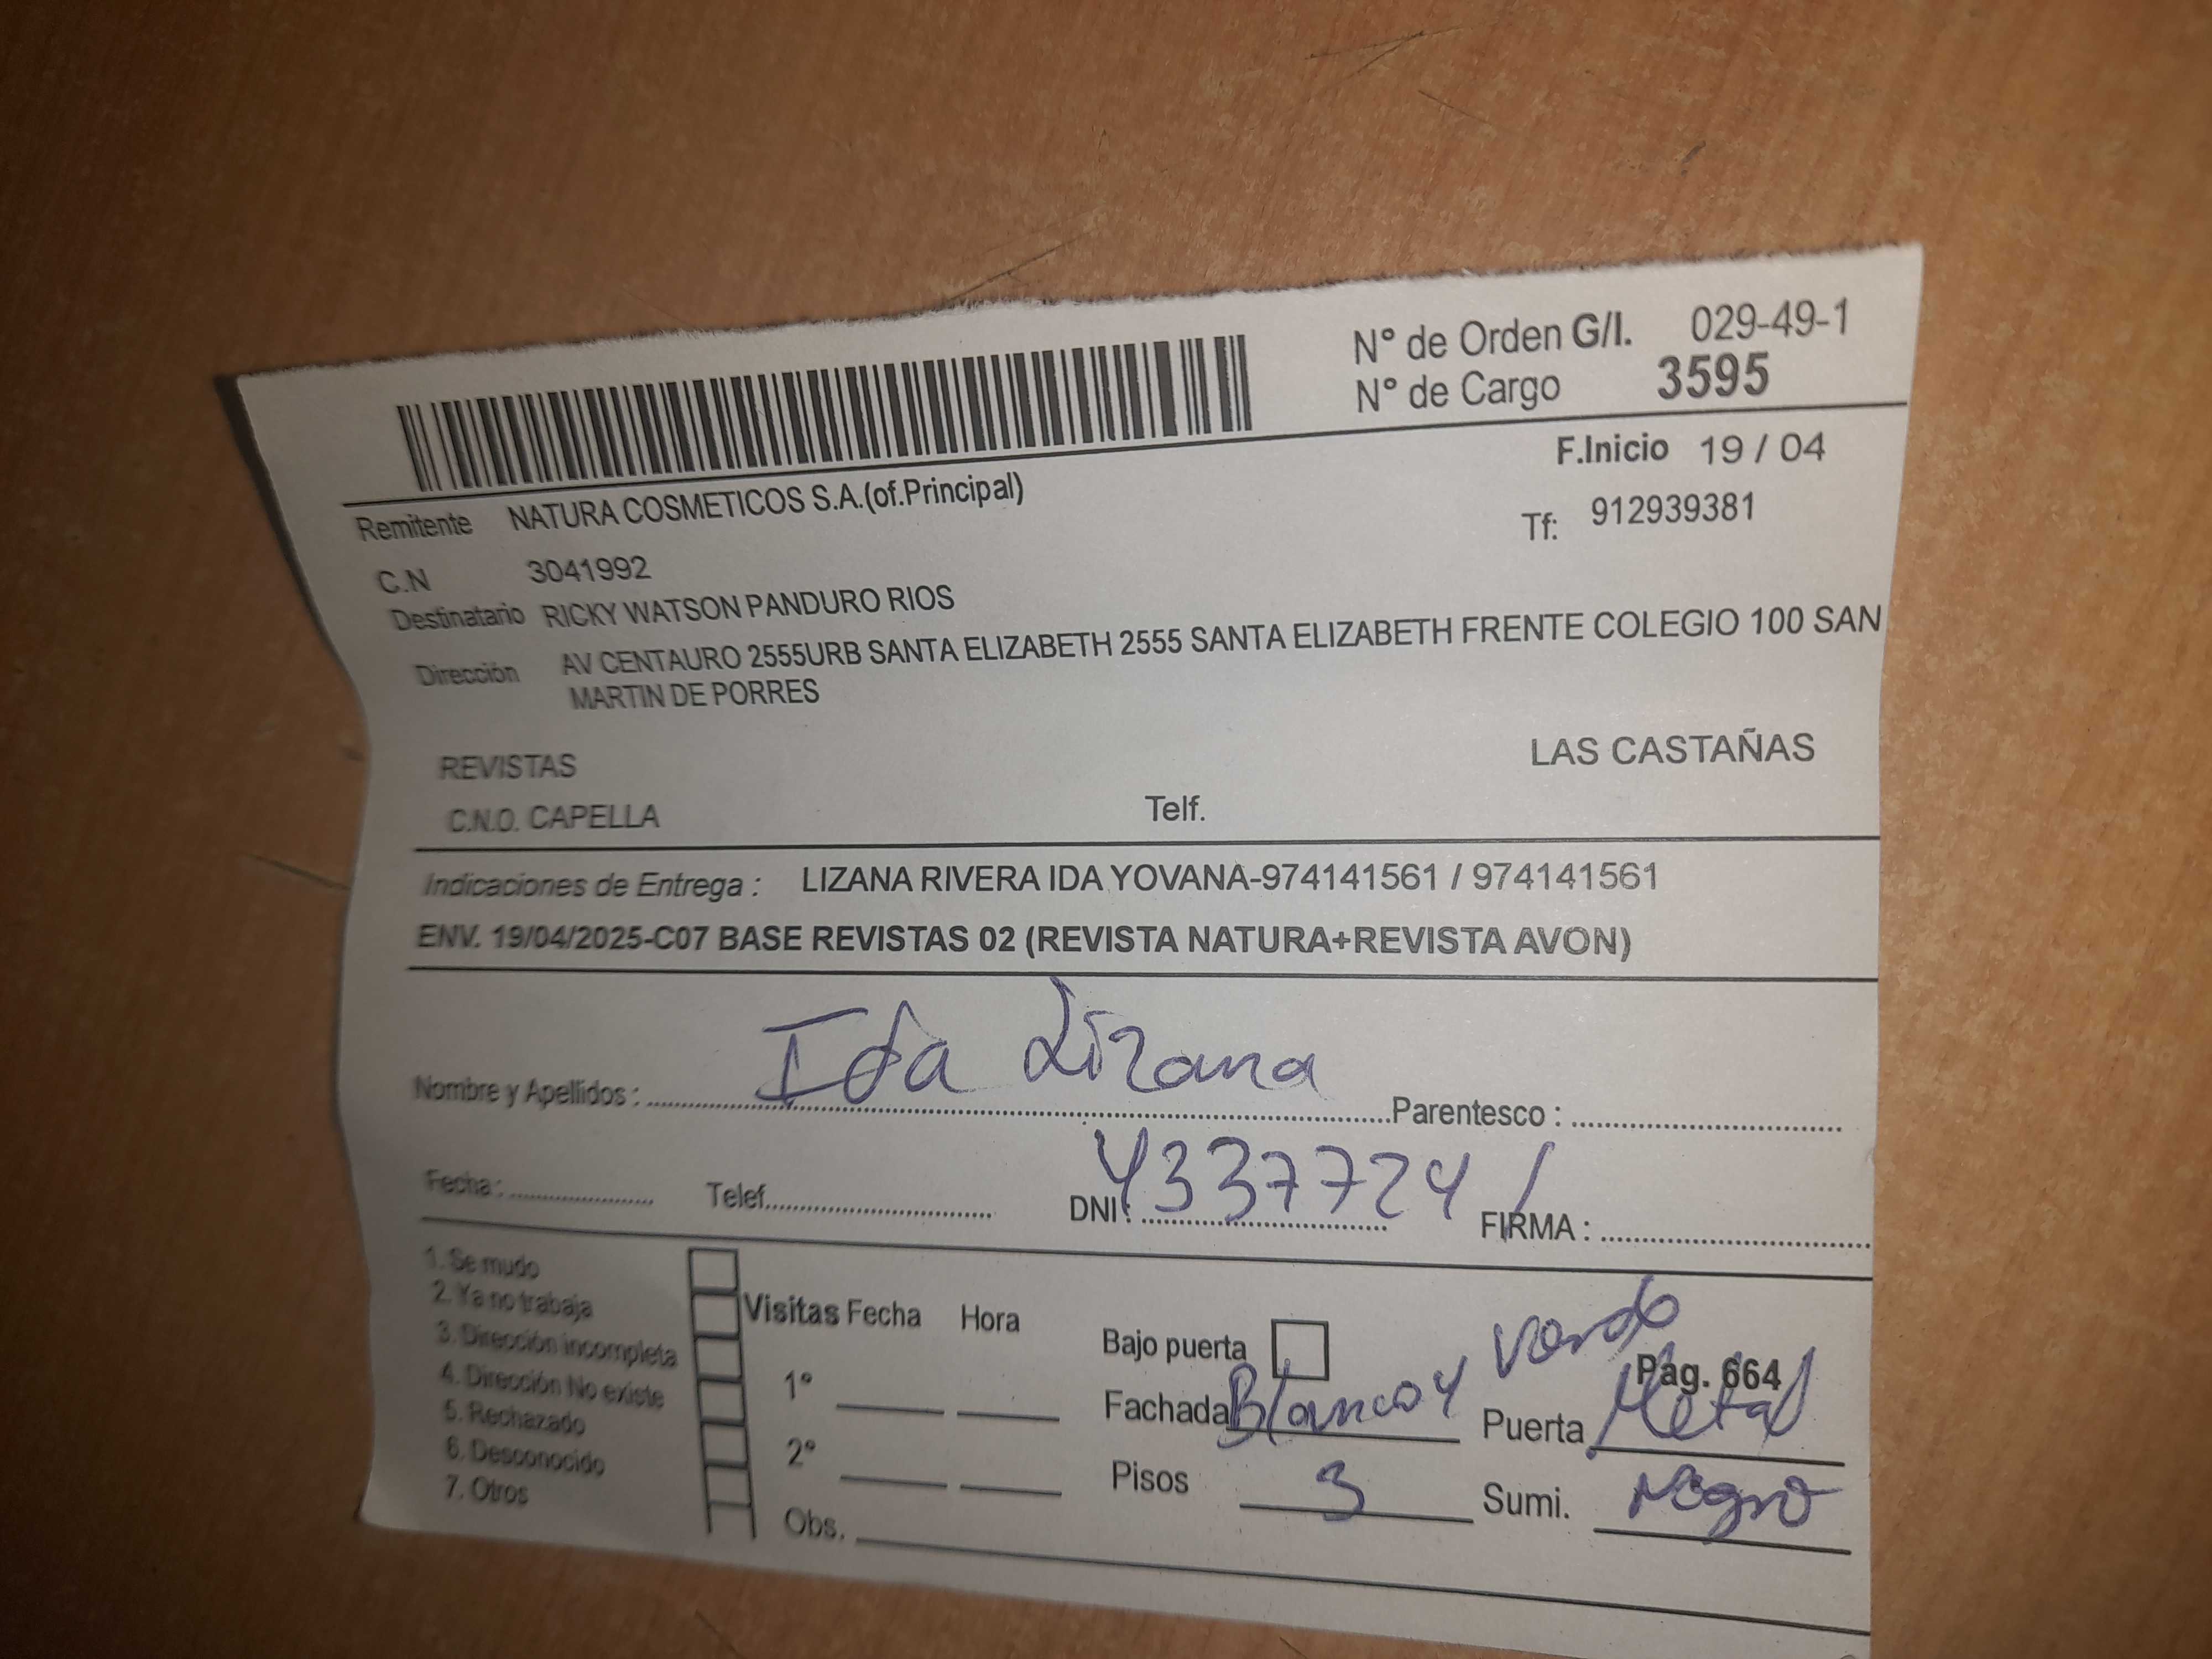 N° de Orden G/I. 029-49-1
N° de Cargo 3595
F.Inicio 19 / 04
Remitente NATURA COSMETICOS S.A.(of.Principal)
Tf: 912939381
C.N 3041992
Destinatario RICKY WATSON PANDURO RIOS
Dirección AV CENTAURO 2555URB SANTA ELIZABETH 2555 SANTA ELIZABETH FRENTE COLEGIO 100 SAN
MARTIN DE PORRES
REVISTAS LAS CASTAÑAS
C.N.O. CAPELLA Telf.
Indicaciones de Entrega : LIZANA RIVERA IDA YOVANA-974141561 / 974141561
ENV. 19/04/2025-C07 BASE REVISTAS 02 (REVISTA NATURA+REVISTA AVON)
Nombre y Apellidos : Ida Lizana Parentesco :
Fecha : Telef. DNI : 43377241 FIRMA :
1. Se mudo
2. Ya no trabaja
3. Dirección incompleta
4. Dirección No existe
5. Rechazado
6. Desconocido
7. Otros
Visitas Fecha Hora
1°
2°
Obs.
Bajo puerta Pag. 664
Fachada Blanco y Verde Puerta Metal
Pisos 3 Sumi. Negro